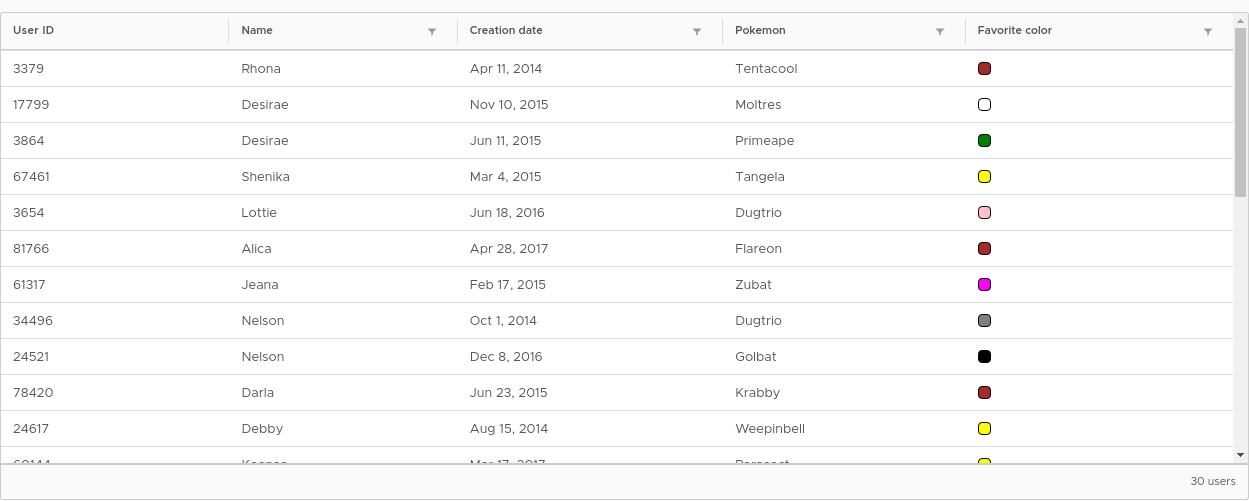 User ID Name Creation date Pokemon Favorite color
3379 Rhona Apr 11, 2014 Tentacool
17799 Desirae Nov 10, 2015 Moltres
3864 Desirae Jun 11, 2015 Primeape
67461 Shenika Mar 4, 2015 Tangela
3654 Lottie Jun 18, 2016 Dugtrio
81766 Alica Apr 28, 2017 Flareon
61317 Jeana Feb 17, 2015 Zubat
34496 Nelson Oct 1, 2014 Dugtrio
24521 Nelson Dec 8, 2016 Golbat
78420 Darla Jun 23, 2015 Krabby
24617 Debby Aug 15, 2014 Weepinbell
30 users